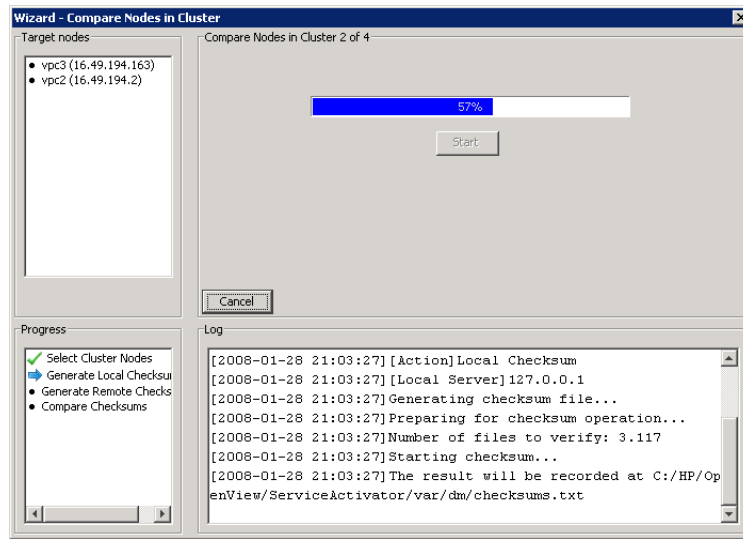 Wizard - Compare Nodes in Cluster
Target nodes
vpc3 (16.49.194.163)
vpc2 (16.49.194.2)
Compare Nodes in Cluster 2 of 4
57%
Start
Cancel
Progress
Select Cluster Nodes
Generate Local Checksu
Generate Remote Checks
Compare Checksums
Log
[2008-01-28 21:03:27][Action]Local Checksum
[2008-01-28 21:03:27][Local Server]127.0.0.1
[2008-01-28 21:03:27]Generating checksum file...
[2008-01-28 21:03:27]Preparing for checksum operation...
[2008-01-28 21:03:27]Number of files to verify: 3.117
[2008-01-28 21:03:27]Starting checksum...
[2008-01-28 21:03:27]The result will be recorded at C:/HP/Op
enView/ServiceActivator/var/dm/checksums.txt